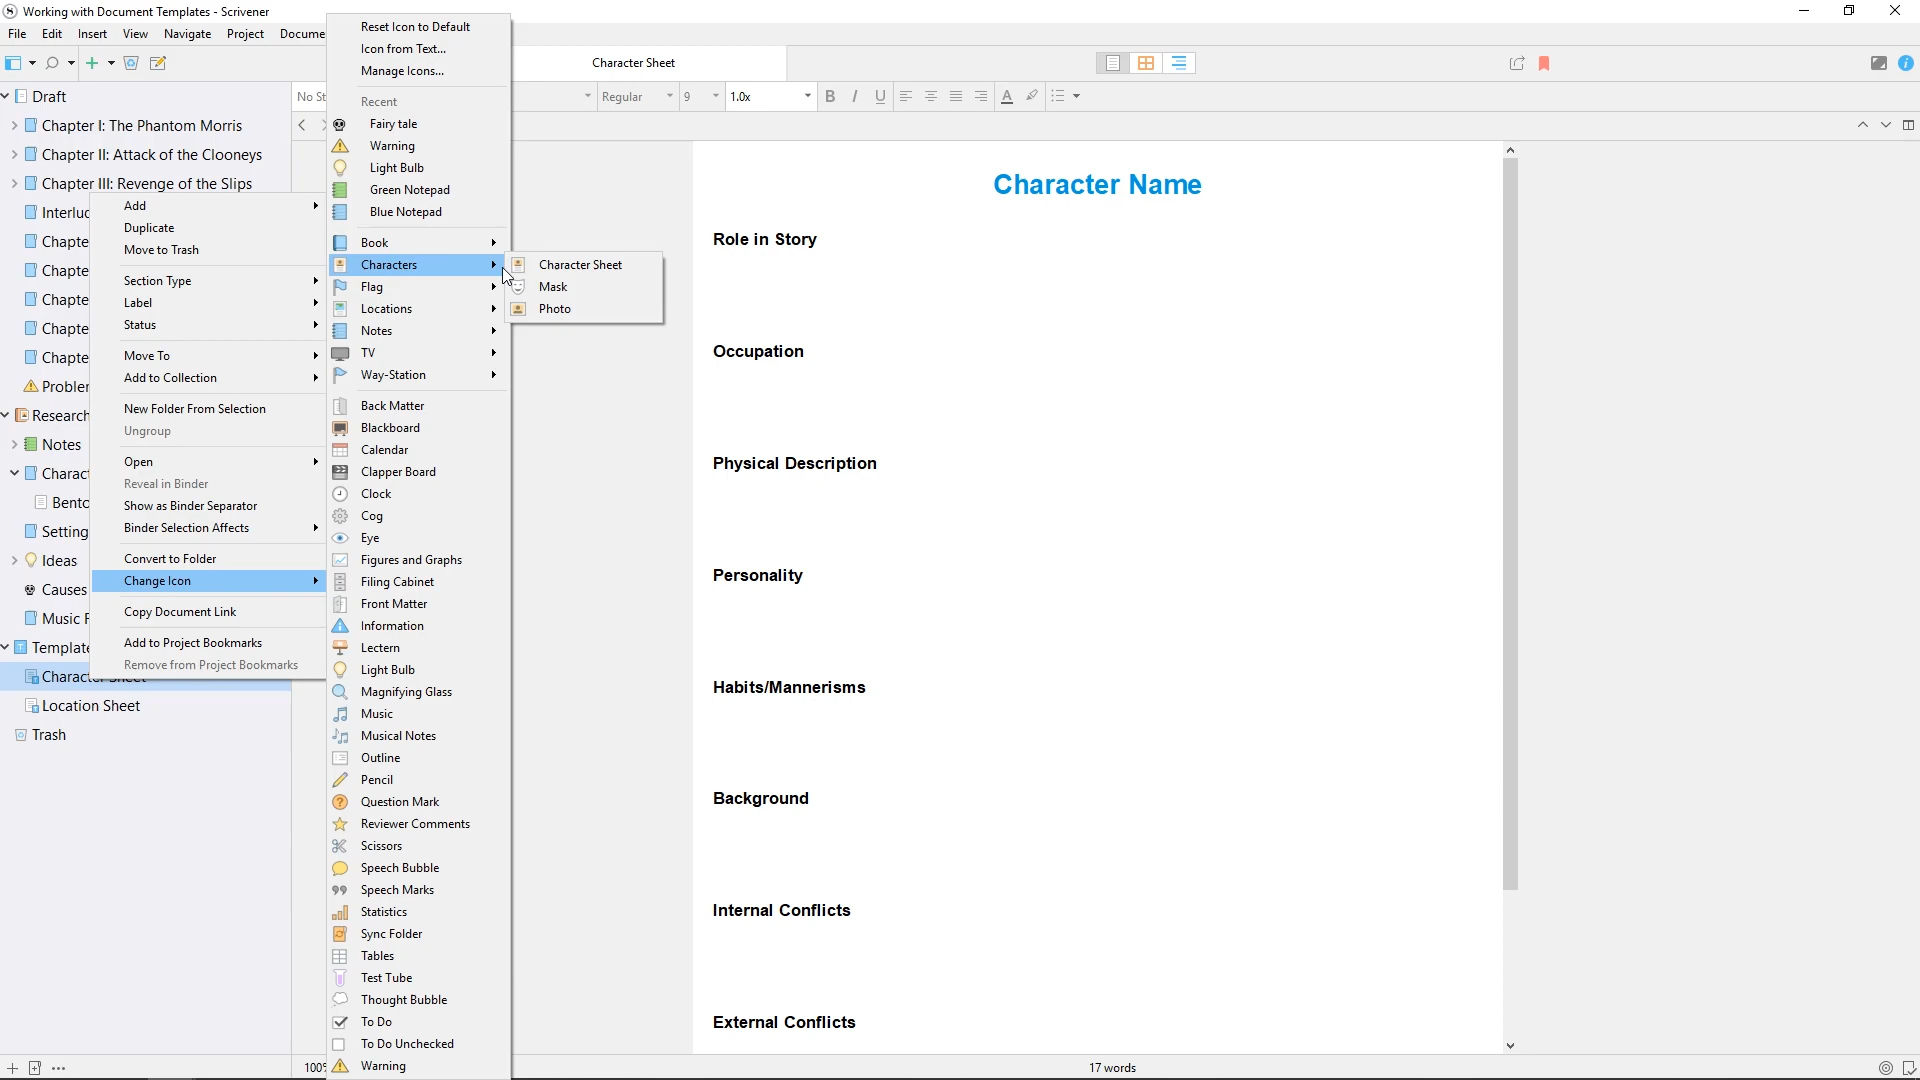 Working with Document Templates - Scrivener
File Edit Insert View Navigate Project Docume
Character Sheet
No St
Regular 9 1.0x B I U A
Draft
Chapter I: The Phantom Morris
Chapter II: Attack of the Clooneys
Chapter III: Revenge of the Slips
Interluc
Chapte
Chapte
Chapte
Chapte
Chapte
Probler
Research
Notes
Charact
Bento
Setting
Ideas
Causes
Music F
Template
Character Sheet
Location Sheet
Trash
Add
Duplicate
Move to Trash
Section Type
Label
Status
Move To
Add to Collection
New Folder From Selection
Ungroup
Open
Reveal in Binder
Show as Binder Separator
Binder Selection Affects
Convert to Folder
Change Icon
Copy Document Link
Add to Project Bookmarks
Remove from Project Bookmarks
Reset Icon to Default
Icon from Text...
Manage Icons...
Recent
Fairy tale
Warning
Light Bulb
Green Notepad
Blue Notepad
Book
Characters
Flag
Locations
Notes
TV
Way-Station
Back Matter
Blackboard
Calendar
Clapper Board
Clock
Cog
Eye
Figures and Graphs
Filing Cabinet
Front Matter
Information
Lectern
Light Bulb
Magnifying Glass
Music
Musical Notes
Outline
Pencil
Question Mark
Reviewer Comments
Scissors
Speech Bubble
Speech Marks
Statistics
Sync Folder
Tables
Test Tube
Thought Bubble
To Do
To Do Unchecked
Warning
Character Sheet
Mask
Photo
Character Name
Role in Story
Occupation
Physical Description
Personality
Habits/Mannerisms
Background
Internal Conflicts
External Conflicts
100%
17 words